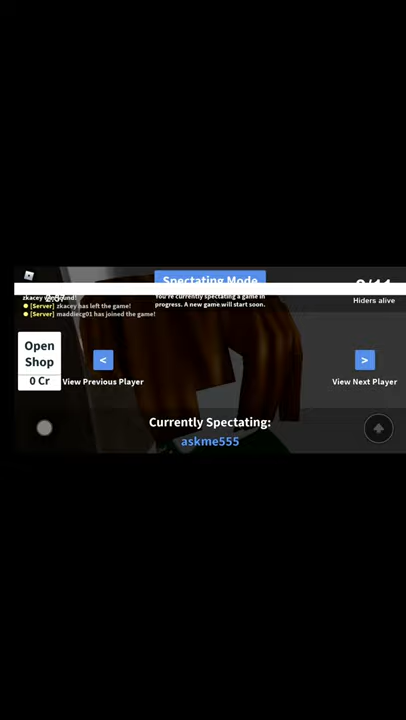 Spectating Mode
zkacey
[Server] zkacey has left the game!
[Server] maddiecg01 has joined the game!
You're currently spectating a game in
progress. A new game will start soon.
Hiders alive
Open
Shop
0 Cr
<
View Previous Player
>
View Next Player
Currently Spectating:
askme555